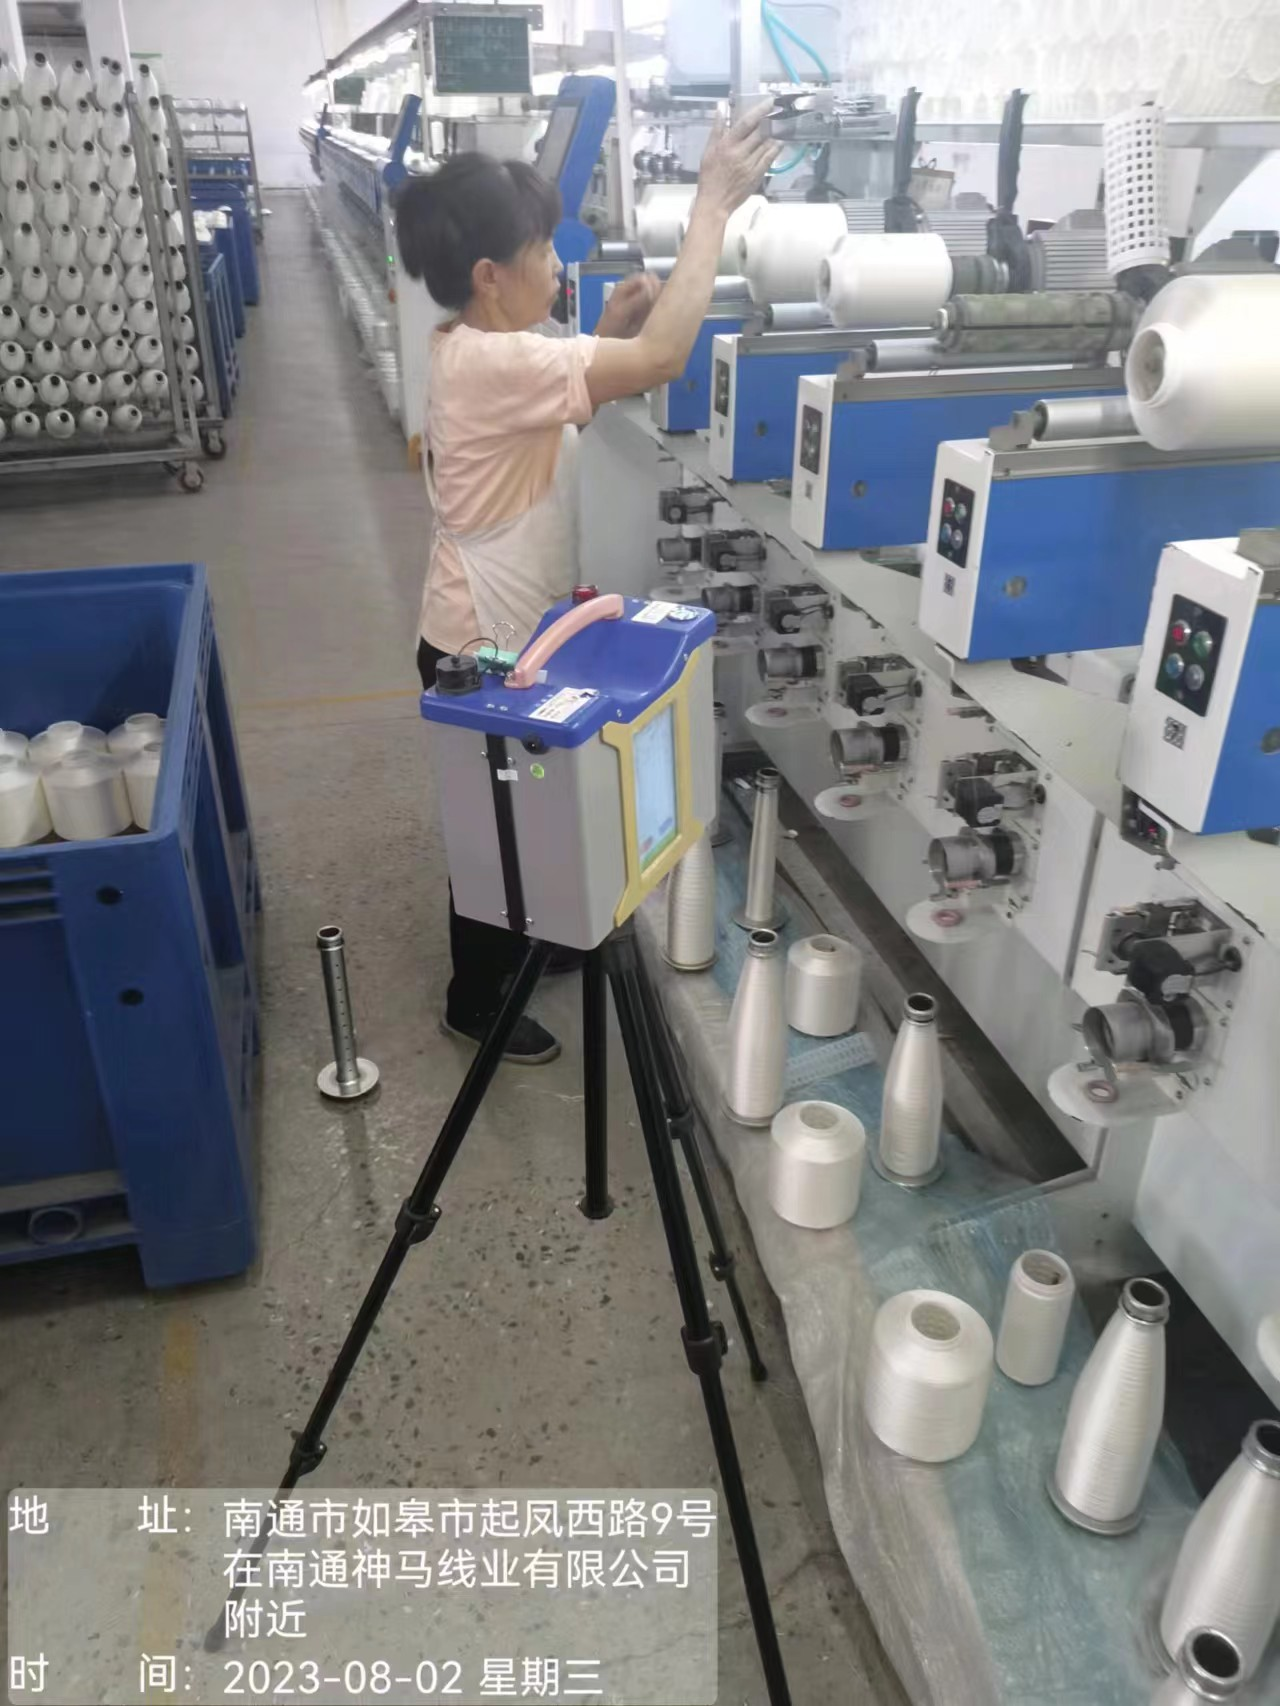 地 址：南通市如皋市起凤西路9号
在南通神马线业有限公司
附近
时 间：2023-08-02 星期三